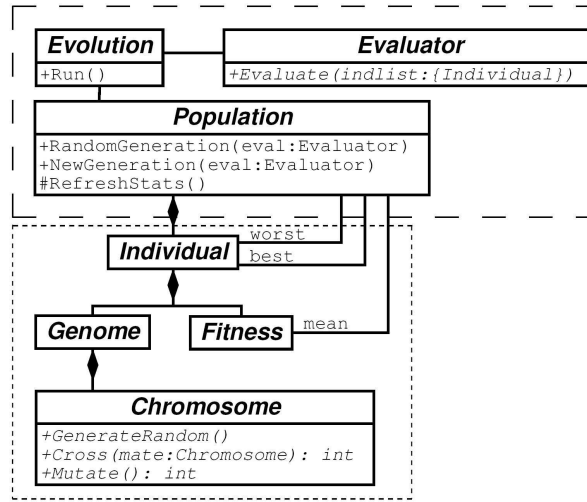 Evolution
Evaluator
+Run()
+Evaluate(indlist:{Individual})
Population
+RandomGeneration(eval:Evaluator)
+NewGeneration(eval:Evaluator)
#RefreshStats()
worst
Individual
best
Genome
Fitness
mean
Chromosome
+GenerateRandom()
+Cross(mate:Chromosome): int
+Mutate(): int